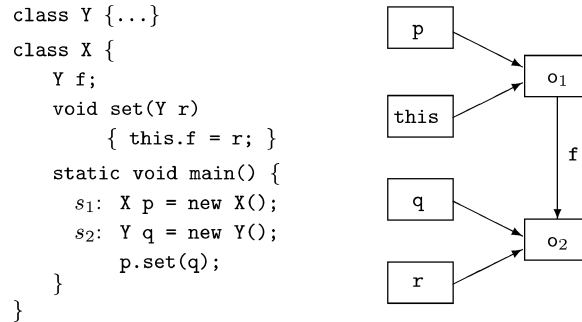 class Y {...}
class X {
Y f;
void set(Y r)
{ this.f = r; }
static void main() {
s1: X p = new X();
s2: Y q = new Y();
p.set(q);
}
}
p
this
o1
f
q
r
o2